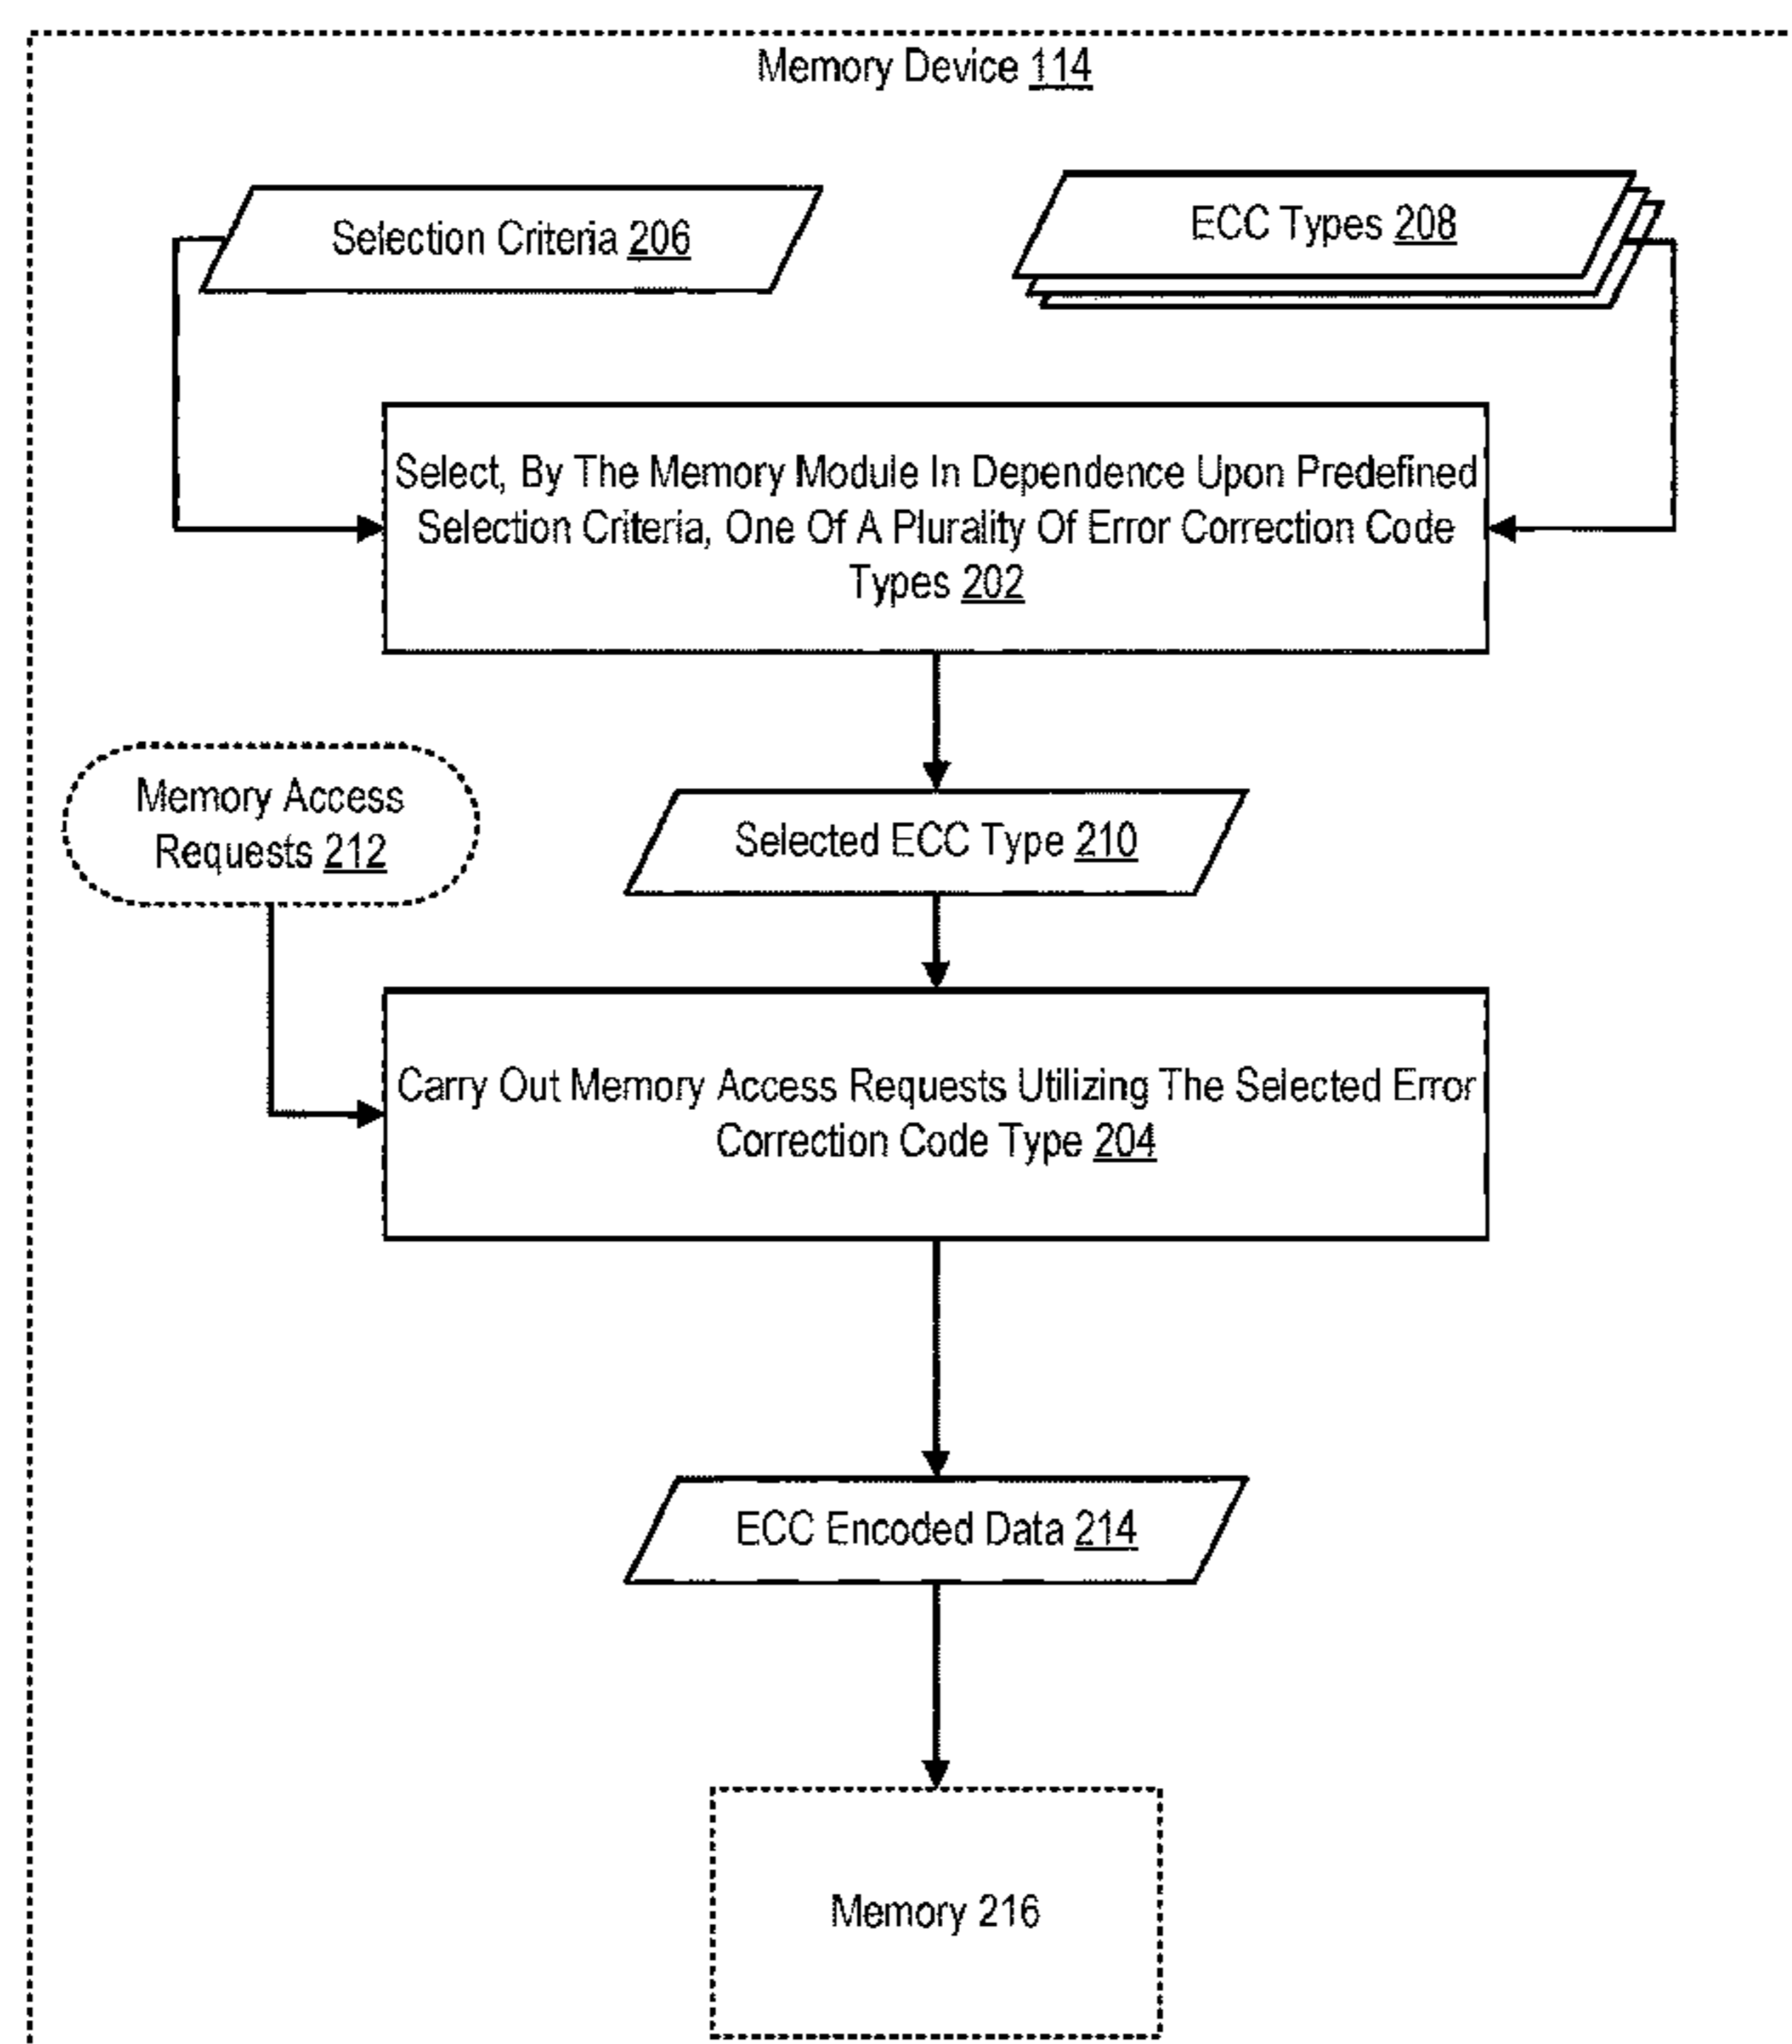 Memory Device 114
Selection Criteria 206
ECC Types 208
Select, By The Memory Module In Dependence Upon Predefined
Selection Criteria, One Of A Plurality Of Error Correction Code
Types 202
Memory Access
Requests 212
Selected ECC Type 210
Carry Out Memory Access Requests Utilizing The Selected Error
Correction Code Type 204
ECC Encoded Data 214
Memory 216